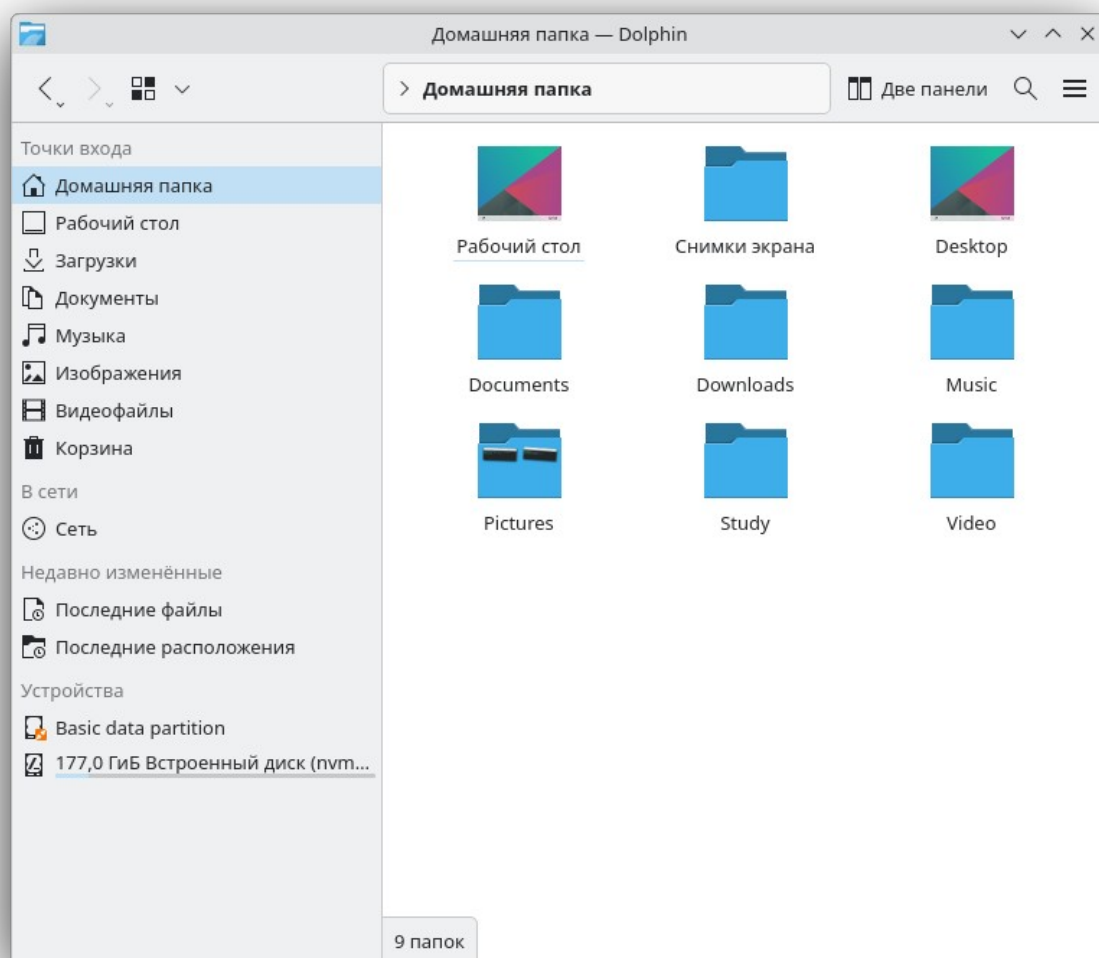 Домашняя папка — Dolphin
Домашняя папка
Две панели
Точки входа
Домашняя папка
Рабочий стол
Загрузки
Документы
Музыка
Изображения
Видеофайлы
Корзина
В сети
Сеть
Недавно изменённые
Последние файлы
Последние расположения
Устройства
Basic data partition
177,0 ГиБ Встроенный диск (nvm...
Рабочий стол
Снимки экрана
Desktop
Documents
Downloads
Music
Pictures
Study
Video
9 папок